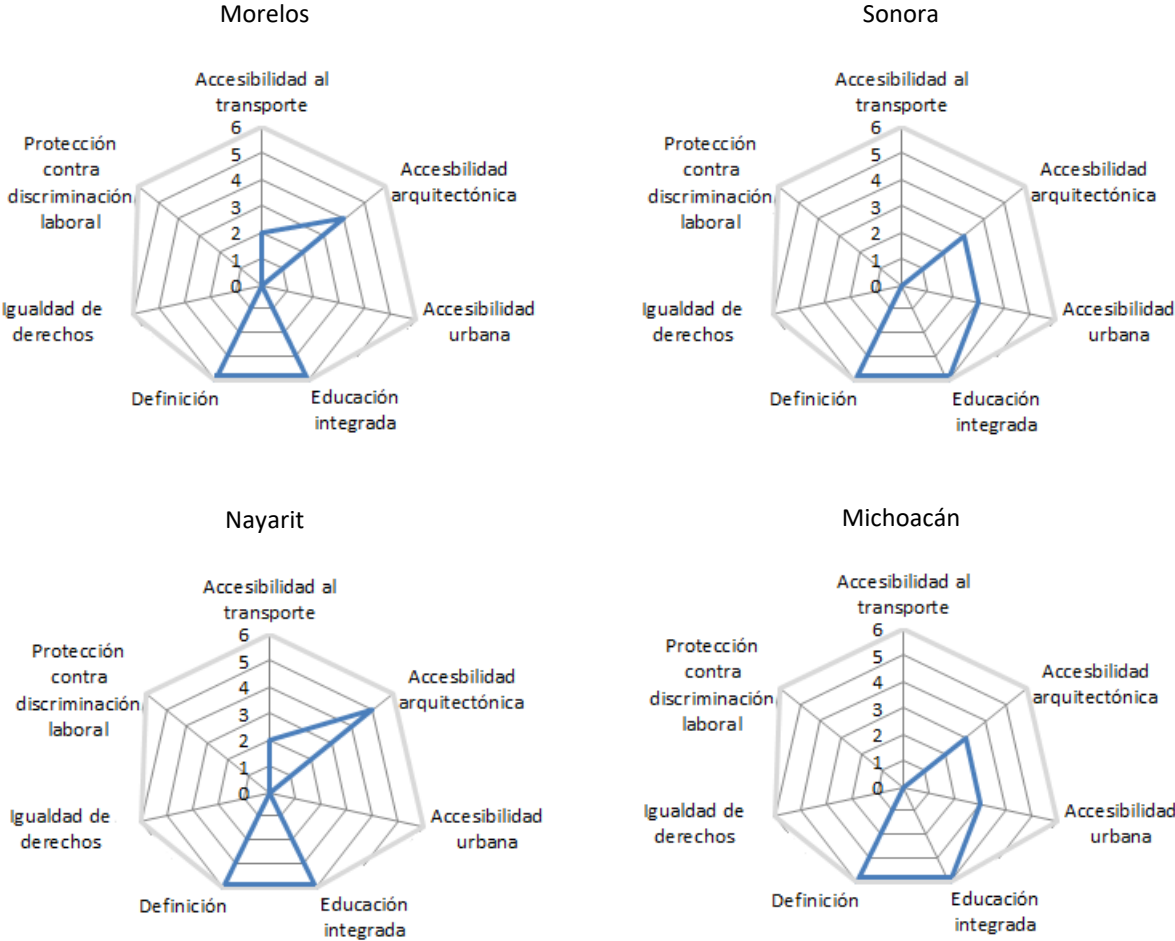 Morelos
Accesibilidad al
transporte
6
5
4
3
2
1
0
Accesbilidad
arquitectónica
Accesibilidad
urbana
Educación
integrada
Definición
Igualdad de
derechos
Protección
contra
discriminación
laboral
Sonora
Accesibilidad al
transporte
6
5
4
3
2
1
0
Accesbilidad
arquitectónica
Accesibilidad
urbana
Educación
integrada
Definición
Igualdad de
derechos
Protección
contra
discriminación
laboral
Nayarit
Accesibilidad al
transporte
6
5
4
3
2
1
0
Accesbilidad
arquitectónica
Accesibilidad
urbana
Educación
integrada
Definición
Igualdad de
derechos
Protección
contra
discriminación
laboral
Michoacán
Accesibilidad al
transporte
6
5
4
3
2
1
0
Accesbilidad
arquitectónica
Accesibilidad
urbana
Educación
integrada
Definición
Igualdad de
derechos
Protección
contra
discriminación
laboral